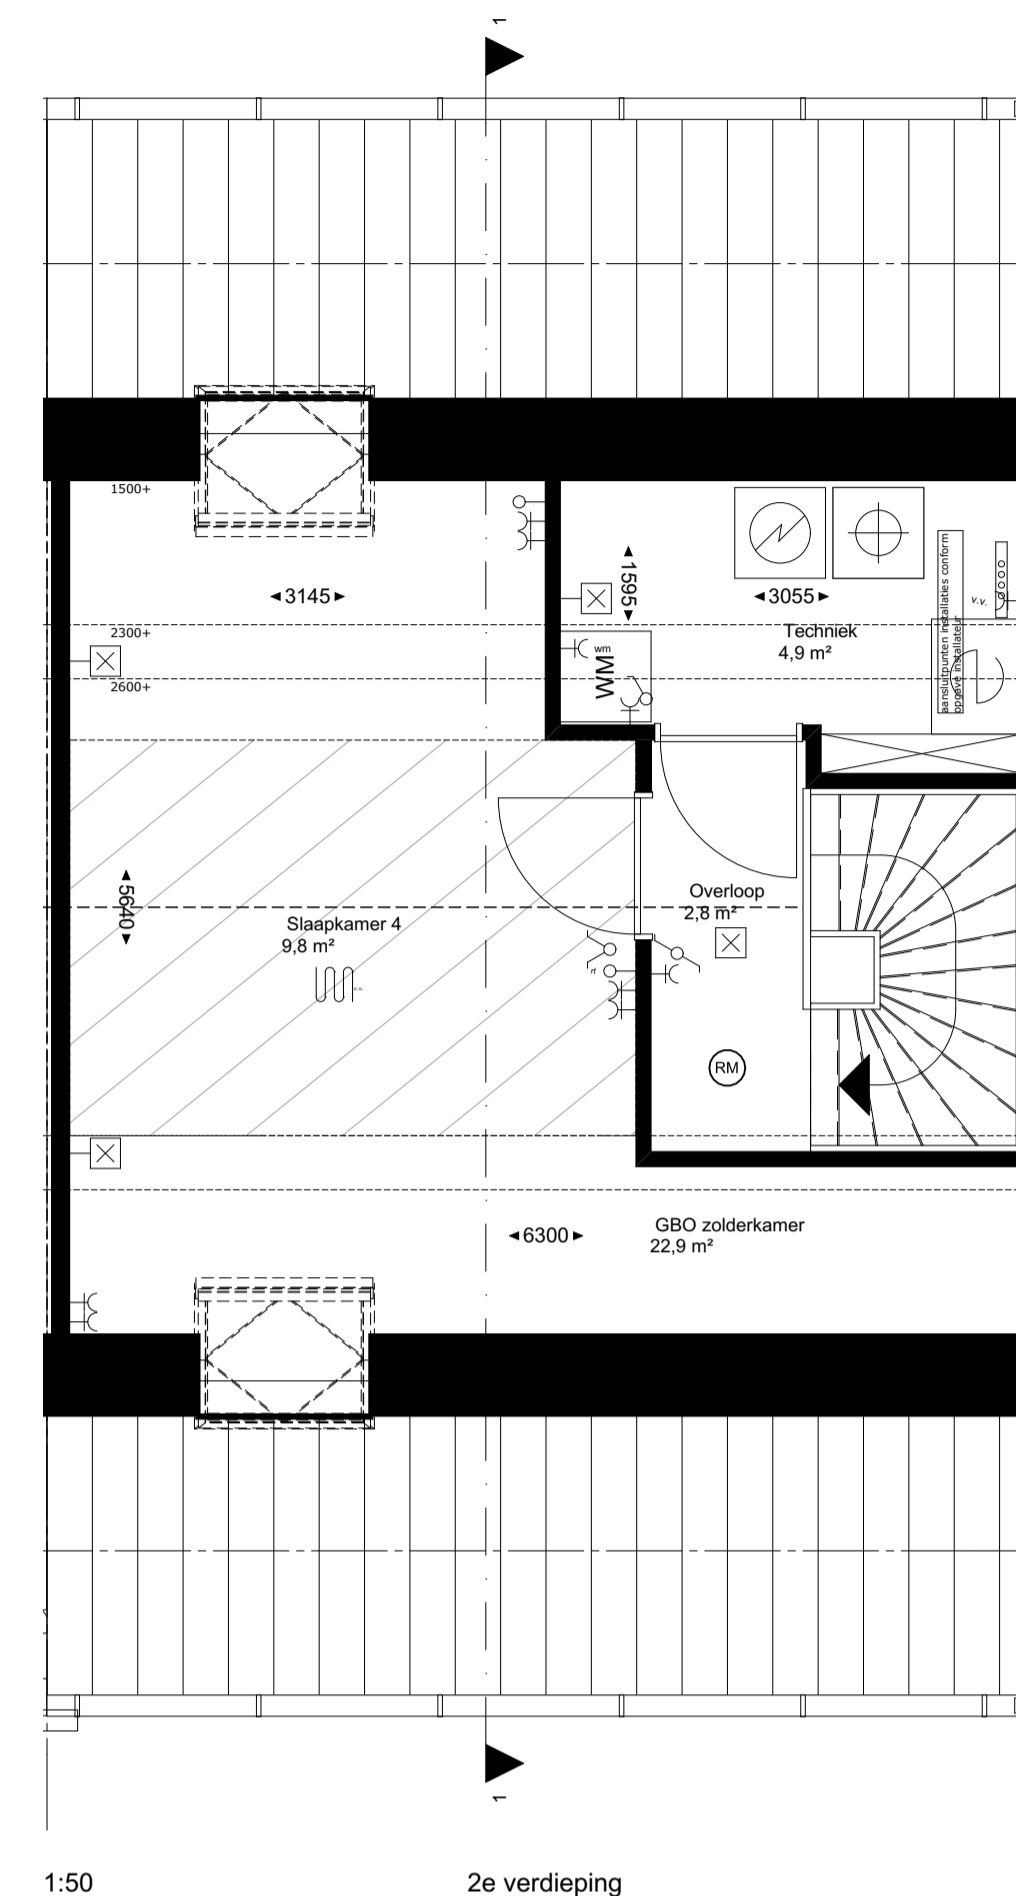 1
1500+
3145
1595
3055
Techniek
4,9 m²
aansluitpunten installaties conform
opgave installateur
v.v.
2300+
wm
WM
2600+
5640
Slaapkamer 4
9,8 m²
v.v.
Overloop
2,8 m²
rt
RM
6300
GBO zolderkamer
22,9 m²
1
1:50
2e verdieping